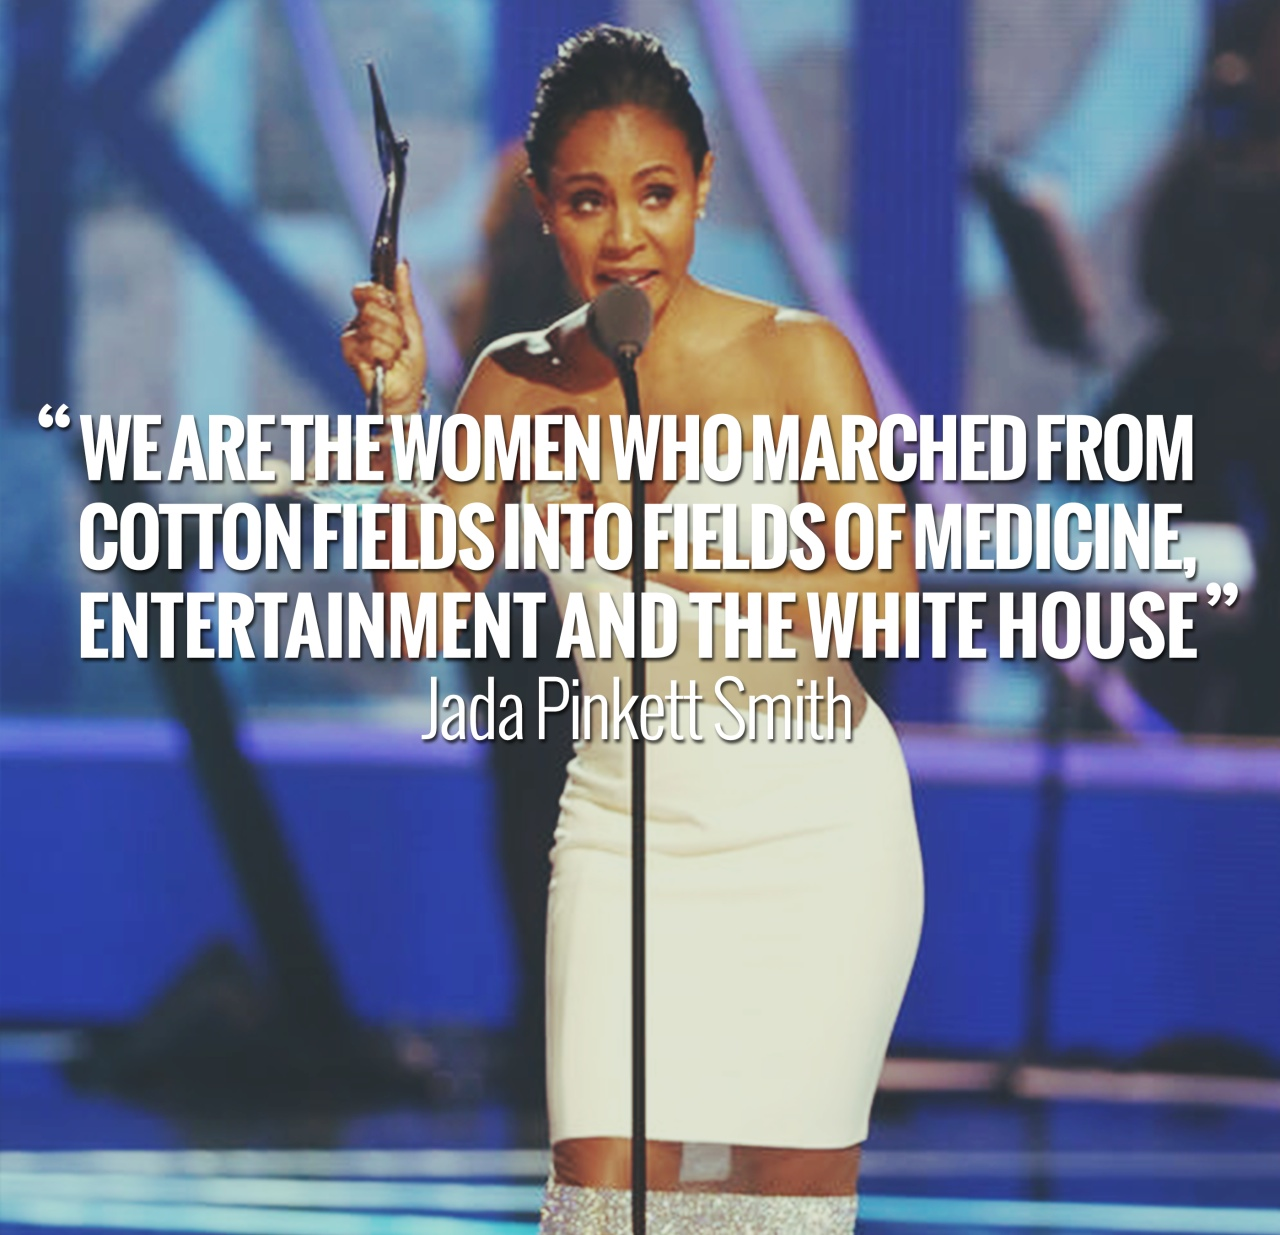 “ WE ARE THE WOMEN WHO MARCHED FROM
COTTON FIELDS INTO FIELDS OF MEDICINE,
ENTERTAINMENT AND THE WHITE HOUSE ”
Jada Pinkett Smith